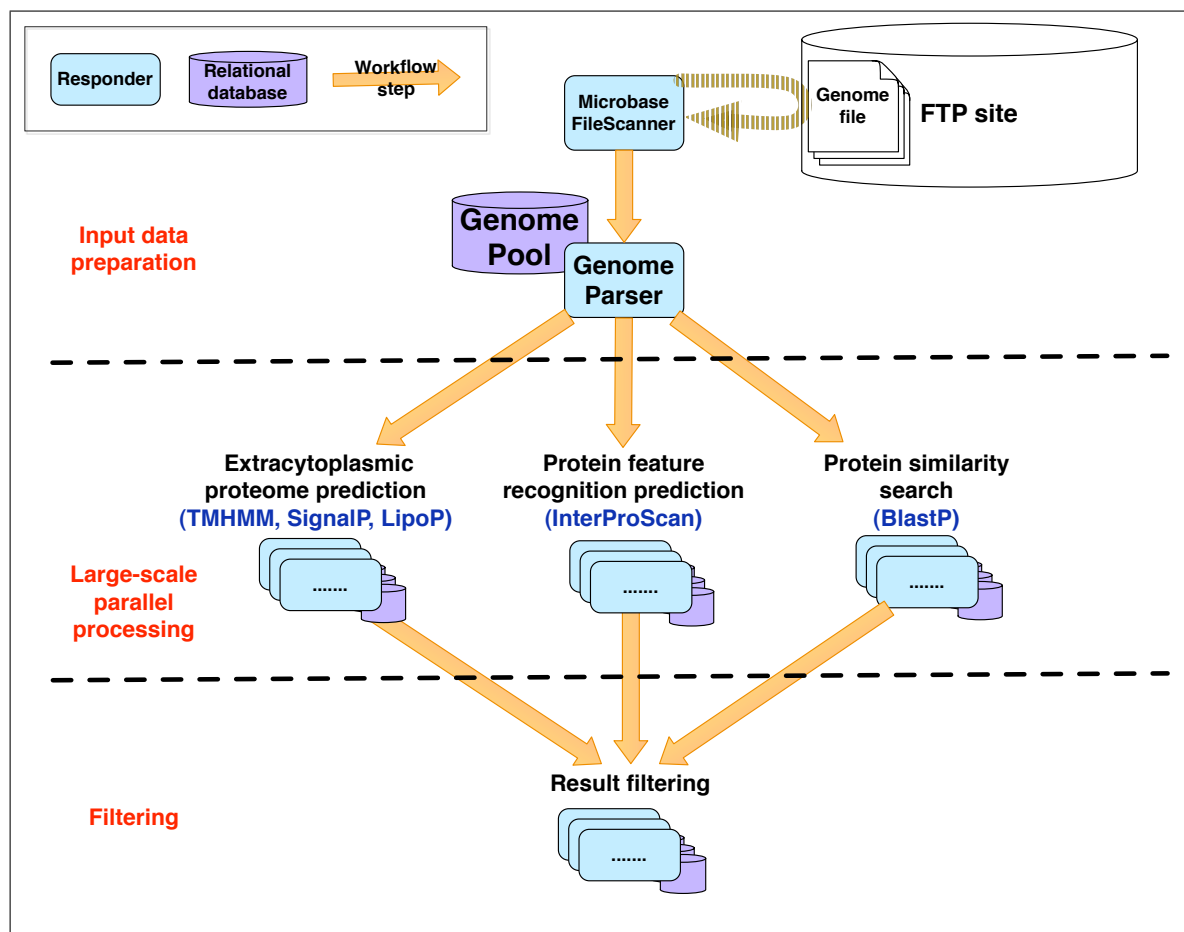 Responder
Relational
database
Workflow
step
Microbase
FileScanner
Genome
file
FTP site
Genome
Pool
Genome
Parser
Input data
preparation
Extracytoplasmic
proteome prediction
(TMHMM, SignalP, LipoP)
Protein feature
recognition prediction
(InterProScan)
Protein similarity
search
(BlastP)
.......
.......
.......
Large-scale
parallel
processing
Result filtering
.......
Filtering